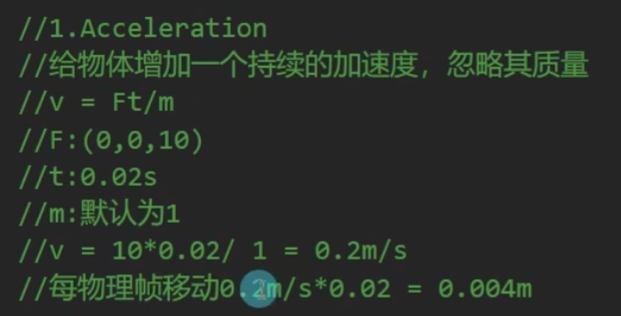 //1.Acceleration
//给物体增加一个持续的加速度，忽略其质量
//v = Ft/m
//F:(0,0,10)
//t:0.02s
//m:默认为1
//v = 10*0.02/ 1 = 0.2m/s
//每物理帧移动0.2m/s*0.02 = 0.004m